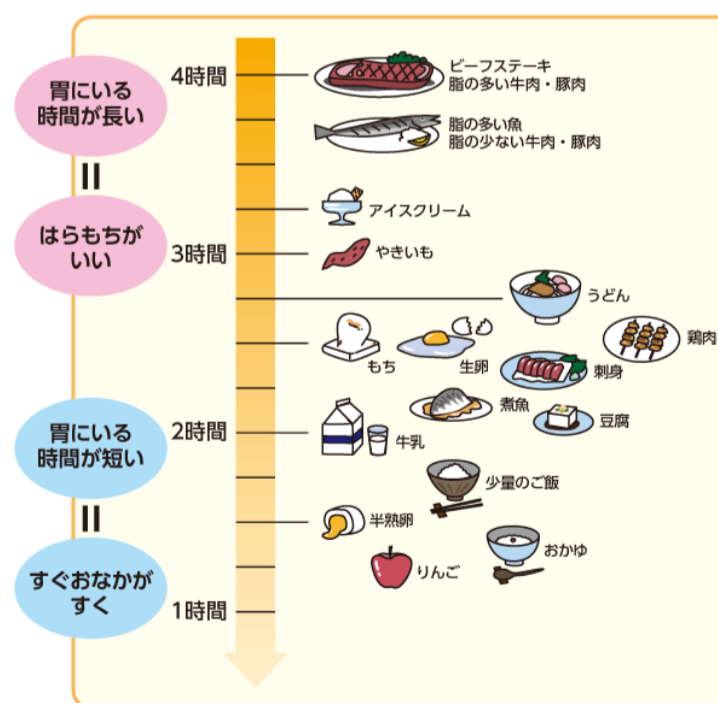 4時間
ビーフステーキ
脂の多い牛肉・豚肉
胃にいる
時間が長い
脂の多い魚
脂の少ない牛肉・豚肉
=
アイスクリーム
はらもちが
いい
3時間
やきいも
うどん
鶏肉
もち
生卵
刺身
煮魚
豆腐
胃にいる
時間が短い
2時間
牛乳
少量のご飯
=
半熟卵
おかゆ
りんご
すぐおなかが
すく
1時間